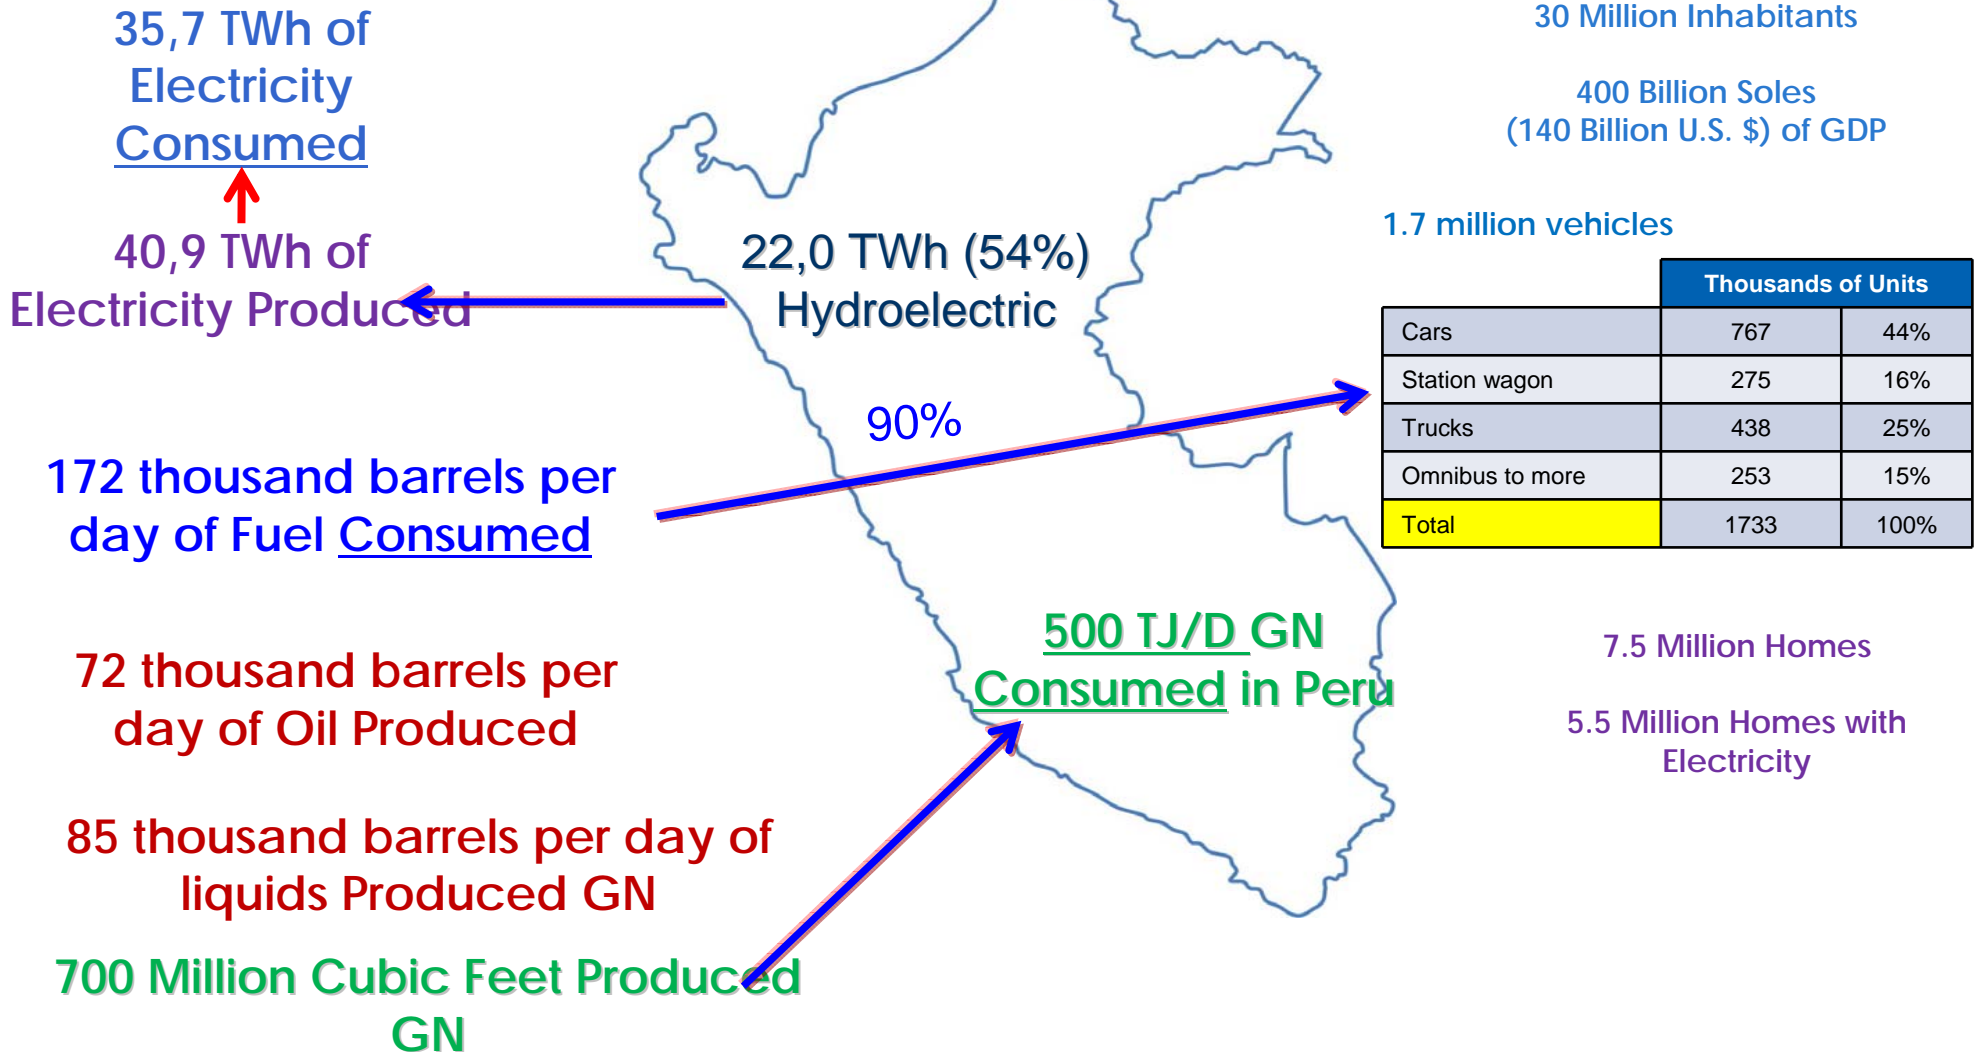 35,7 TWh of
Electricity
Consumed
40,9 TWh of
Electricity Produced
22,0 TWh (54%)
Hydroelectric
90%
172 thousand barrels per
day of Fuel Consumed
72 thousand barrels per
day of Oil Produced
85 thousand barrels per day of
liquids Produced GN
700 Million Cubic Feet Produced
GN
500 TJ/D GN
Consumed in Peru
30 Million Inhabitants
400 Billion Soles
(140 Billion U.S. $) of GDP
1.7 million vehicles
Thousands of Units
Cars 767 44%
Station wagon 275 16%
Trucks 438 25%
Omnibus to more 253 15%
Total 1733 100%
7.5 Million Homes
5.5 Million Homes with
Electricity